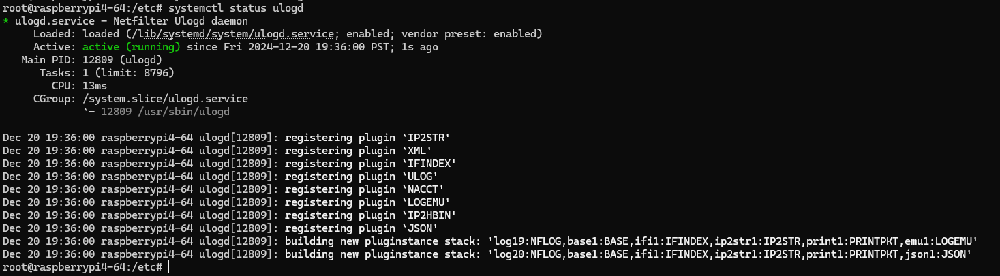 root@raspberrypi4-64:/etc# systemctl status ulogd
* ulogd.service - Netfilter Ulogd daemon
     Loaded: loaded (/lib/systemd/system/ulogd.service; enabled; vendor preset: enabled)
     Active: active (running) since Fri 2024-12-20 19:36:00 PST; 1s ago
   Main PID: 12809 (ulogd)
      Tasks: 1 (limit: 8796)
        CPU: 13ms
     CGroup: /system.slice/ulogd.service
             `- 12809 /usr/sbin/ulogd

Dec 20 19:36:00 raspberrypi4-64 ulogd[12809]: registering plugin `IP2STR'
Dec 20 19:36:00 raspberrypi4-64 ulogd[12809]: registering plugin `XML'
Dec 20 19:36:00 raspberrypi4-64 ulogd[12809]: registering plugin `IFINDEX'
Dec 20 19:36:00 raspberrypi4-64 ulogd[12809]: registering plugin `ULOG'
Dec 20 19:36:00 raspberrypi4-64 ulogd[12809]: registering plugin `NACCT'
Dec 20 19:36:00 raspberrypi4-64 ulogd[12809]: registering plugin `LOGEMU'
Dec 20 19:36:00 raspberrypi4-64 ulogd[12809]: registering plugin `IP2HBIN'
Dec 20 19:36:00 raspberrypi4-64 ulogd[12809]: registering plugin `JSON'
Dec 20 19:36:00 raspberrypi4-64 ulogd[12809]: building new pluginstance stack: 'log19:NFLOG,base1:BASE,ifi1:IFINDEX,ip2str1:IP2STR,print1:PRINTPKT,emu1:LOGEMU'
Dec 20 19:36:00 raspberrypi4-64 ulogd[12809]: building new pluginstance stack: 'log20:NFLOG,base1:BASE,ifi1:IFINDEX,ip2str1:IP2STR,print1:PRINTPKT,json1:JSON'
root@raspberrypi4-64:/etc#